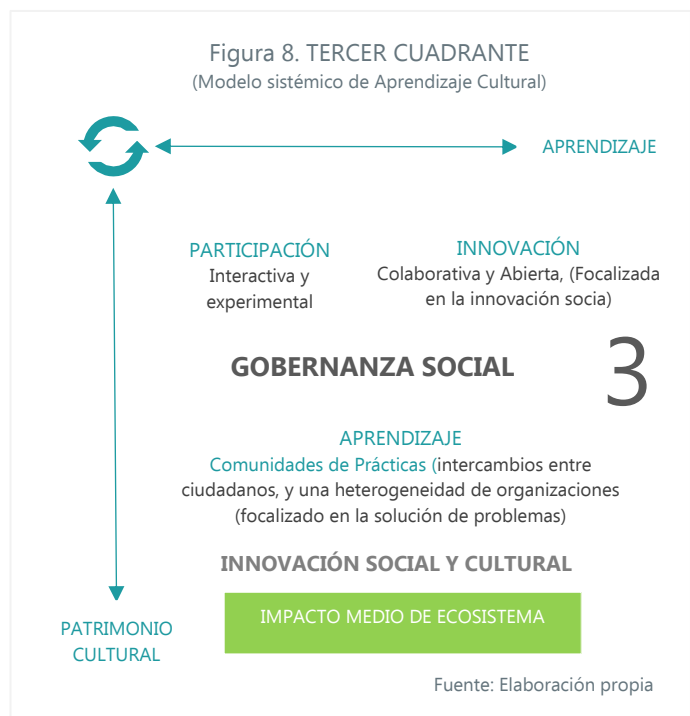 Figura 8. TERCER CUADRANTE
(Modelo sistémico de Aprendizaje Cultural)
APRENDIZAJE
PARTICIPACIÓN
Interactiva y
experimental
INNOVACIÓN
Colaborativa y Abierta, (Focalizada
en la innovación socia)
GOBERNANZA SOCIAL
3
APRENDIZAJE
Comunidades de Prácticas (intercambios entre
ciudadanos, y una heterogeneidad de organizaciones
(focalizado en la solución de problemas)
INNOVACIÓN SOCIAL Y CULTURAL
IMPACTO MEDIO DE ECOSISTEMA
PATRIMONIO
CULTURAL
Fuente: Elaboración propia